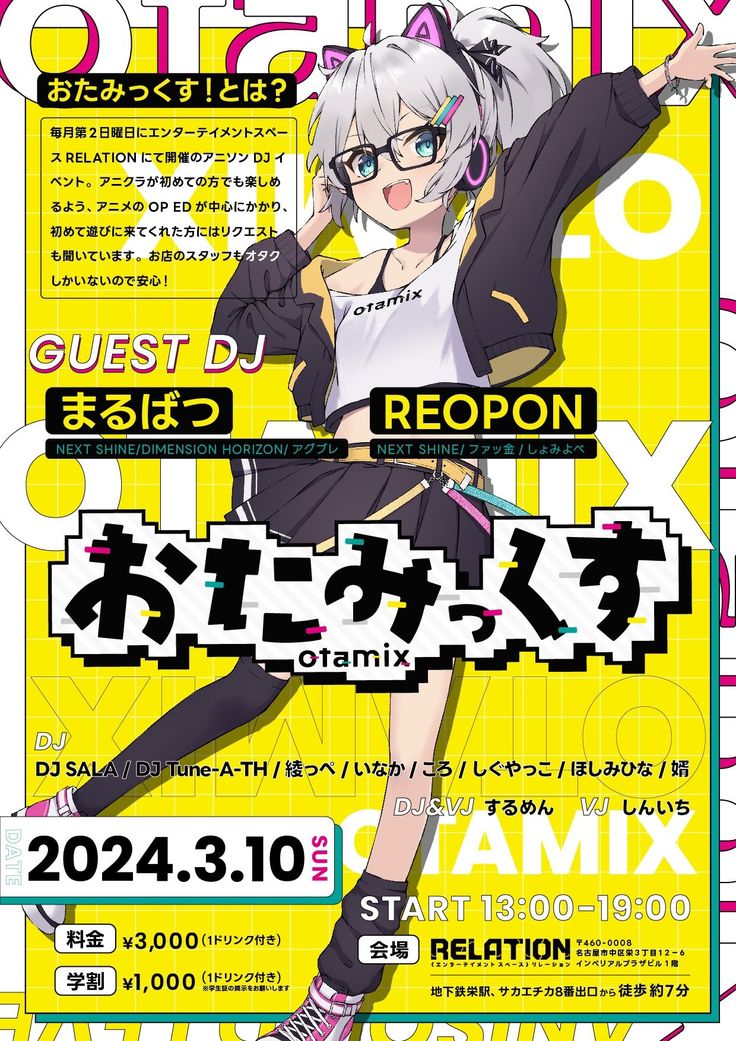 otamix
おたみっくす!とは?
毎月第2日曜日にエンターテイメントスペー
ス RELATION にて開催のアニソン DJ イ
ベント。アニクラが初めての方でも楽しめ
るよう、アニメの OP ED が中心にかかり、
初めて遊びに来てくれた方にはリクエスト
も聞いています。お店のスタッフもオタク
しかいないので安心!
otamix
GUEST DJ
まるばつ
NEXT SHINE/DIMENSION HORIZON/アグブレ
REOPON
NEXT SHINE/ファッ金/しょみよべ
OTAMIX
おたみっくす
otamix
OTAMIX
DJ
DJ SALA / DJ Tune-A-TH / 綾っぺ / いなか / ころ / しぐやっこ / ほしみひな / 婿
DJ&VJ するめん VJ しんいち
OTAMIX
DATE
2024.3.10
SUN
START 13:00-19:00
料金 ¥3,000(1ドリンク付き)
学割 ¥1,000(1ドリンク付き)
※学生証の掲示をお願いします
会場
RELATION
(エンターテイメント スペース)リレーション
〒460-0008
名古屋市中区栄3丁目12-6
インペリアルプラザビル1階
地下鉄栄駅、サカエチカ8番出口から徒歩約7分